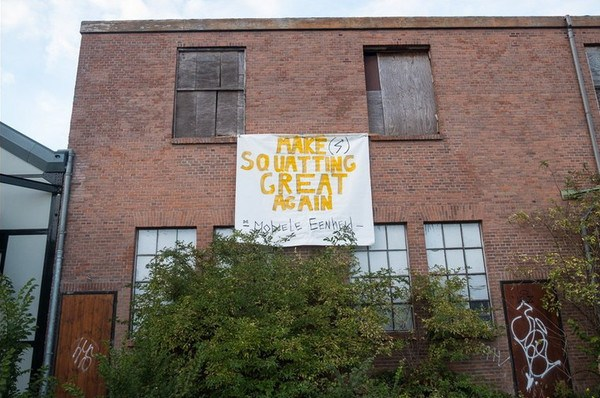 MAKE
SQUATTING
GREAT
AGAIN
- Mobiele Eenheid -